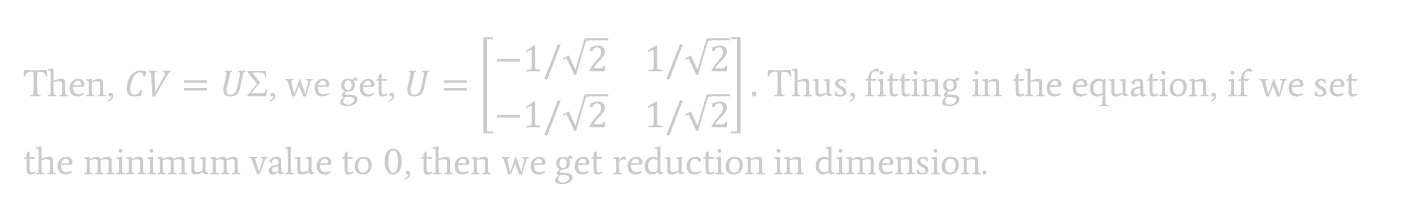 Then, CV = UΣ, we get, U = [−1/√2 1/√2 −1/√2 1/√2]. Thus, fitting in the equation, if we set
the minimum value to 0, then we get reduction in dimension.